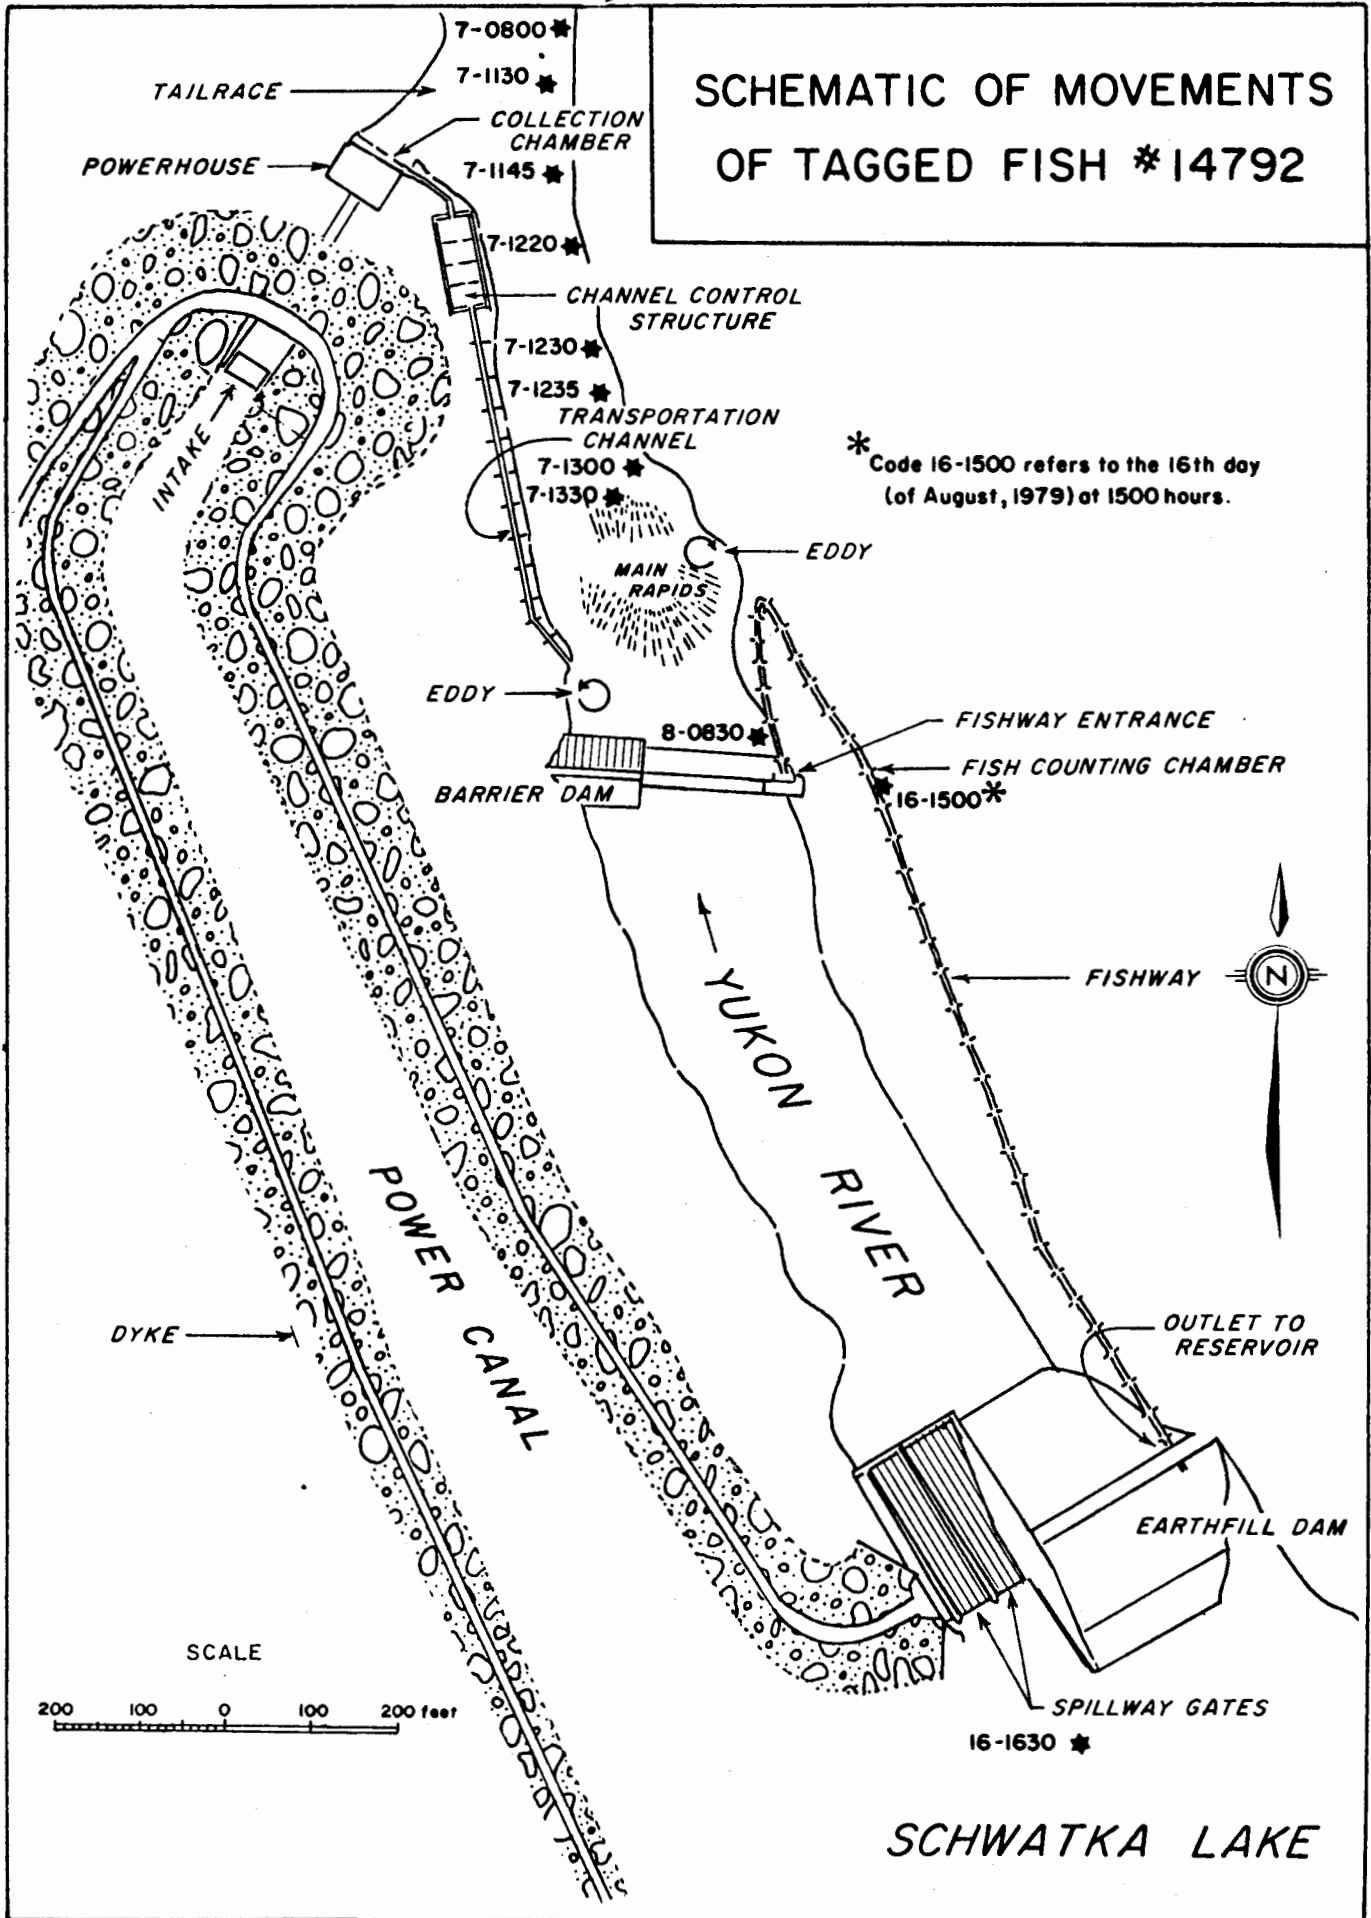 SCHEMATIC OF MOVEMENTS
OF TAGGED FISH #14792
7-0800
7-1130
TAILRACE
COLLECTION
CHAMBER
POWERHOUSE
7-1145
7-1220
CHANNEL CONTROL
STRUCTURE
7-1230
7-1235
TRANSPORTATION
CHANNEL
INTAKE
7-1300
7-1330
*Code 16-1500 refers to the 16th day
(of August, 1979) at 1500 hours.
EDDY
MAIN
RAPIDS
EDDY
8-0830
FISHWAY ENTRANCE
FISH COUNTING CHAMBER
16-1500*
BARRIER DAM
FISHWAY
N
YUKON RIVER
POWER CANAL
DYKE
OUTLET TO
RESERVOIR
EARTHFILL DAM
SCALE
200 100 0 100 200 feet
SPILLWAY GATES
16-1630
SCHWATKA LAKE